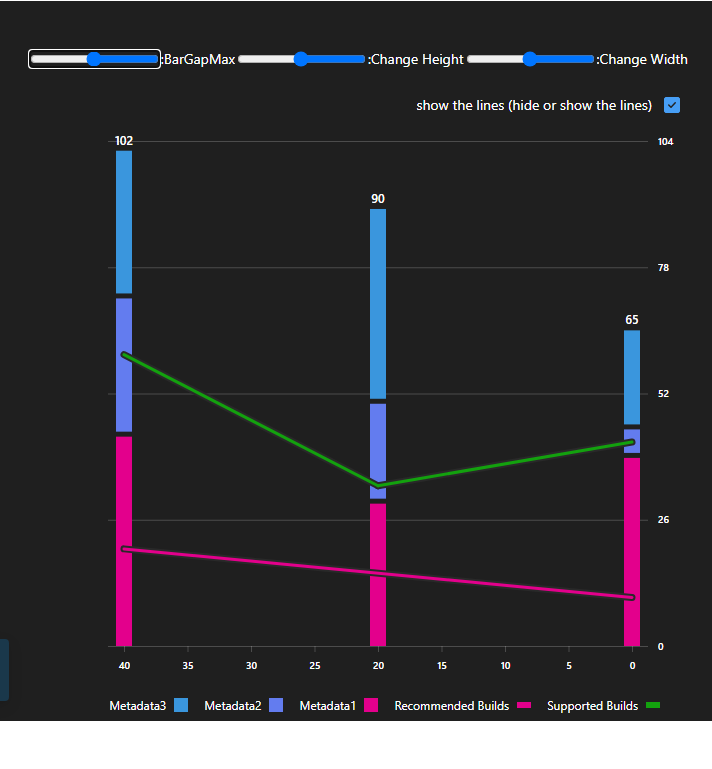 :BarGapMax :Change Height :Change Width
show the lines (hide or show the lines)
102
104
90
78
65
52
26
0
40 35 30 25 20 15 10 5 0
Metadata3 Metadata2 Metadata1 Recommended Builds Supported Builds